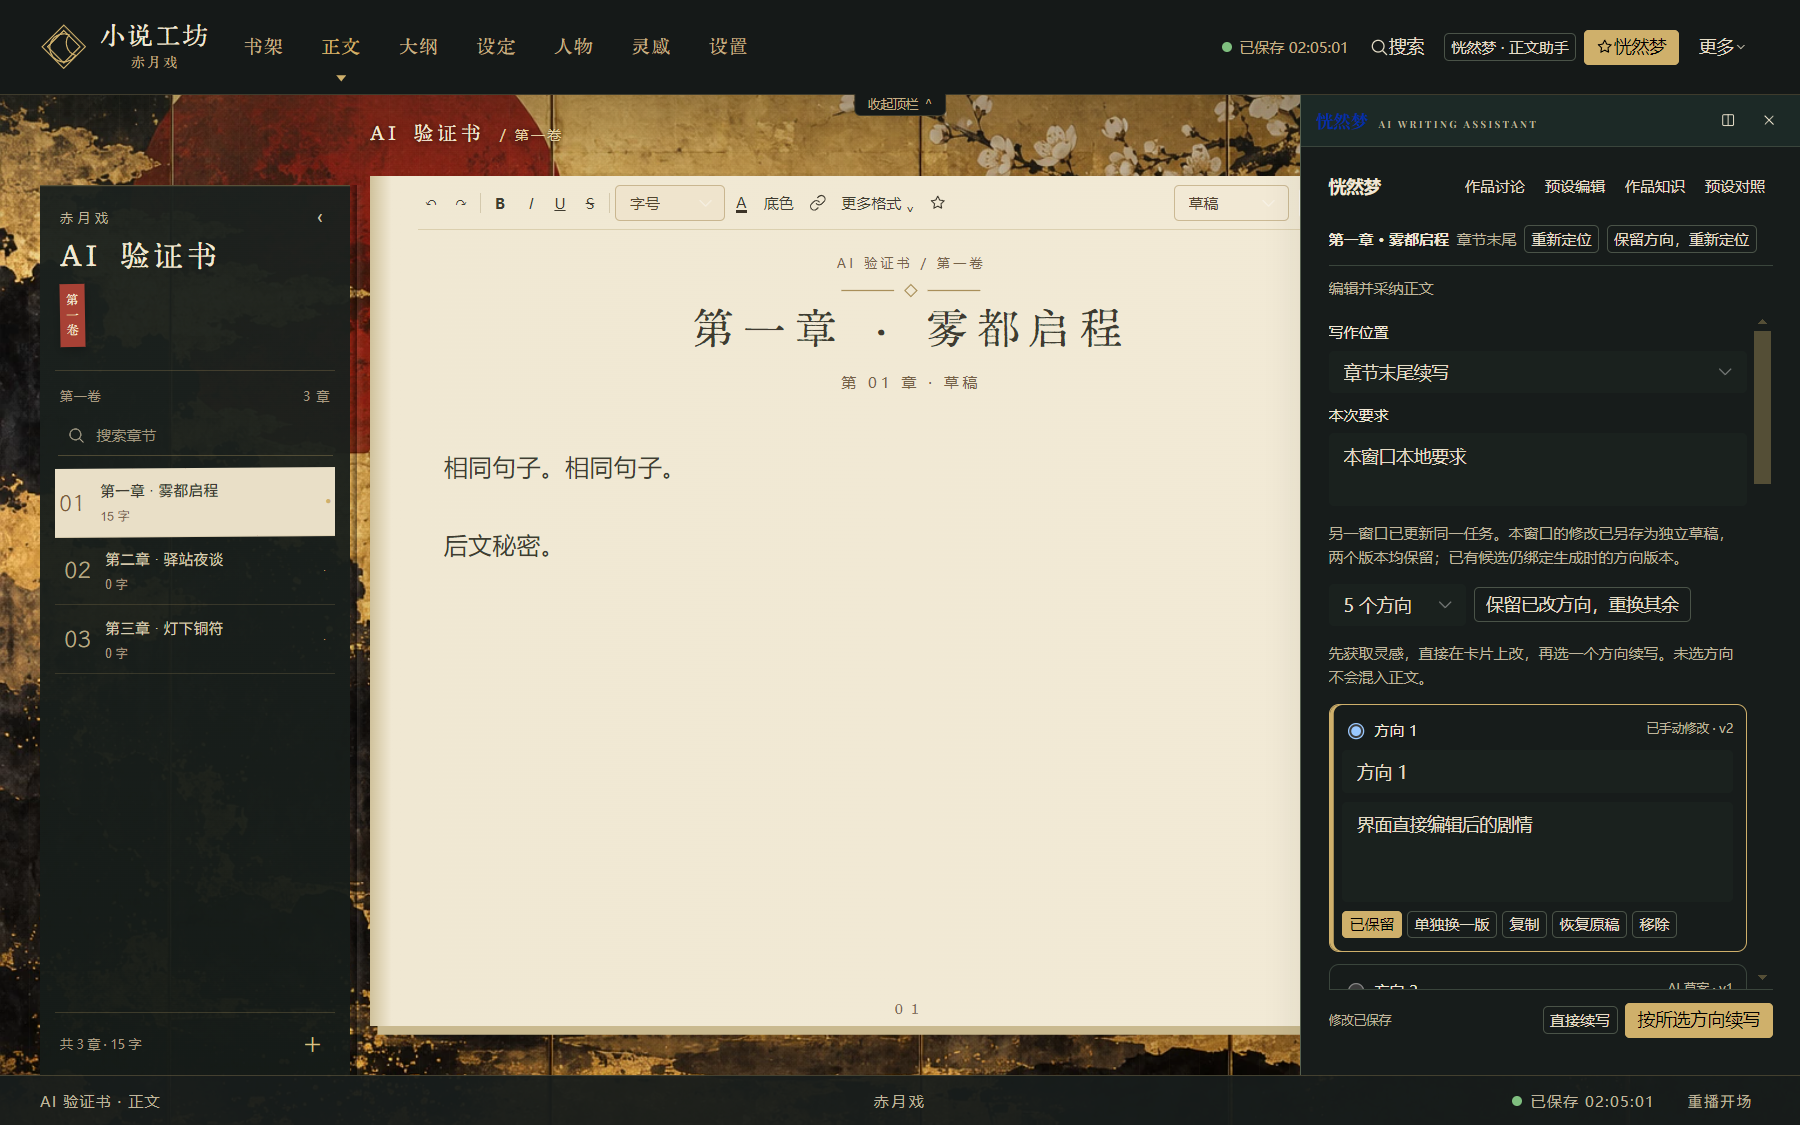 小说工坊
赤月戏
书架 正文 大纲 设定 人物 灵感 设置
已保存 02:05:01
搜索
恍然梦 · 正文助手
恍然梦
更多
收起顶栏 ^
AI 验证书 / 第一卷
赤月戏
AI 验证书
第一卷
第一卷 3 章
搜索章节
01 第一章 · 雾都启程
15 字
02 第二章 · 驿站夜谈
0 字
03 第三章 · 灯下铜符
0 字
共 3 章 · 15 字
B I U S 字号 A 底色 更多格式
草稿
AI 验证书 / 第一卷
第一章 · 雾都启程
第 01 章 · 草稿
相同句子。相同句子。
后文秘密。
01
恍然梦 AI WRITING ASSISTANT
恍然梦 作品讨论 预设编辑 作品知识 预设对照
第一章 • 雾都启程 章节末尾 重新定位 保留方向，重新定位
编辑并采纳正文
写作位置
章节末尾续写
本次要求
本窗口本地要求
另一窗口已更新同一任务。本窗口的修改已另存为独立草稿，
两个版本均保留；已有候选仍绑定生成时的方向版本。
5 个方向 保留已改方向，重换其余
先获取灵感，直接在卡片上改，再选一个方向续写。未选方向
不会混入正文。
方向 1 已手动修改 · v2
方向 1
界面直接编辑后的剧情
已保留 单独换一版 复制 恢复原稿 移除
方向 2 AI 草案 · v1
修改已保存 直接续写 按所选方向续写
AI 验证书 · 正文 赤月戏 已保存 02:05:01 重播开场